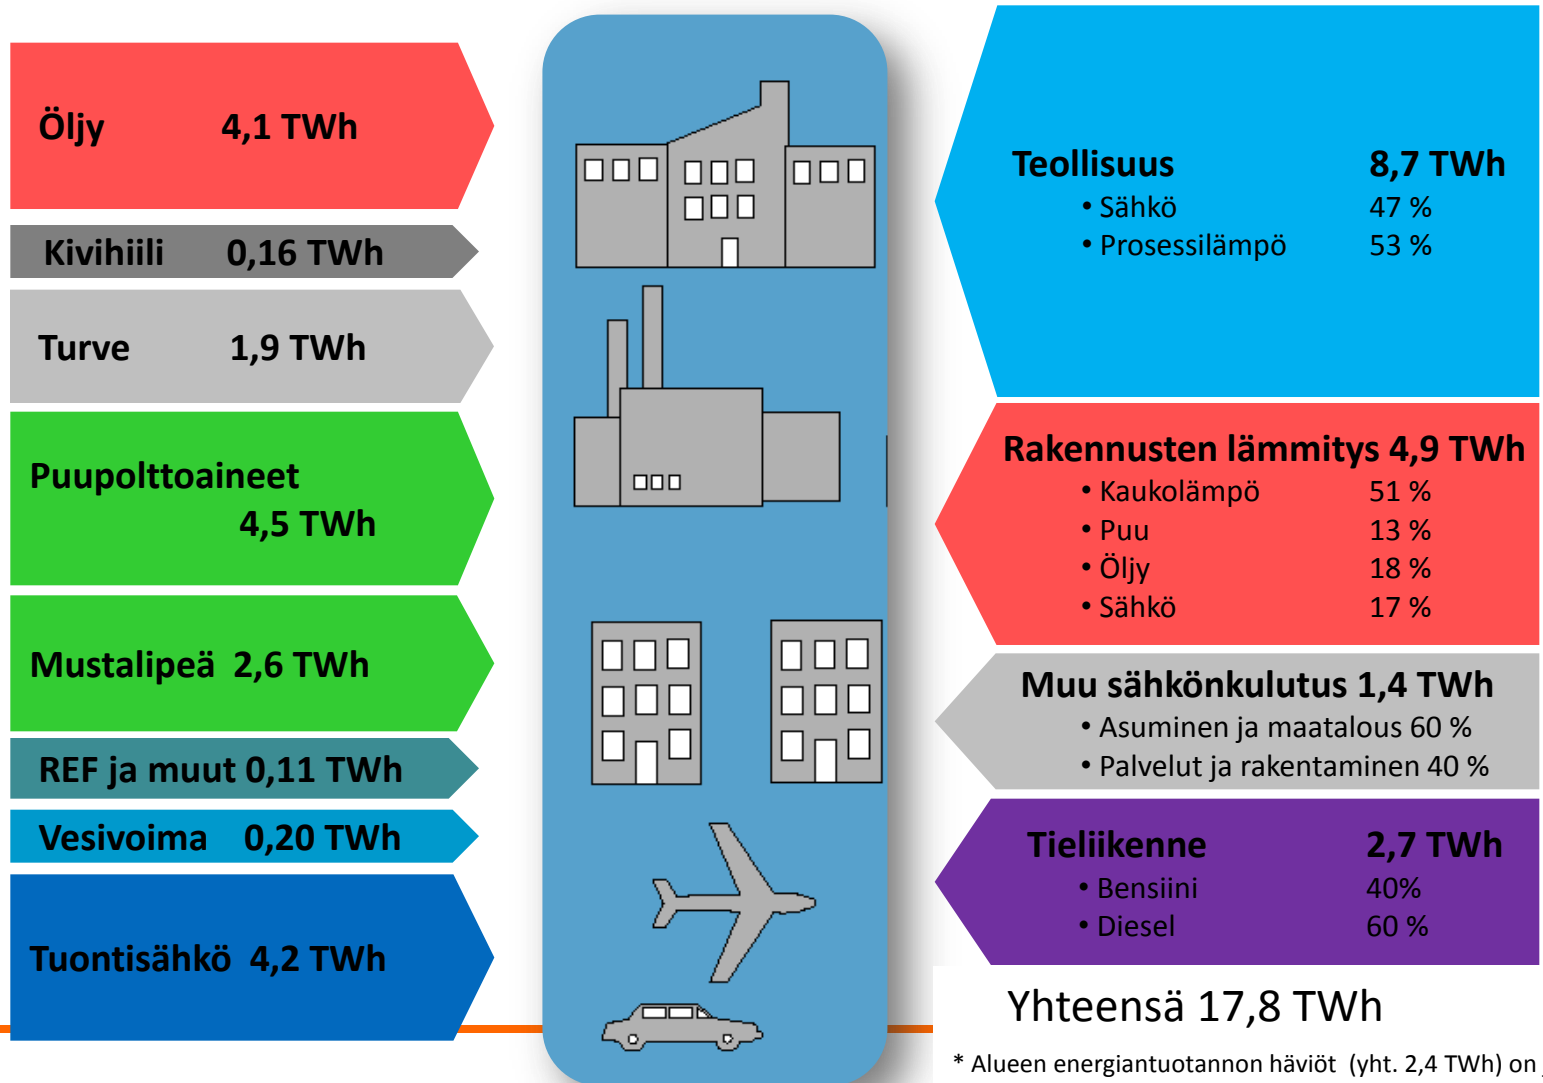 Öljy 4,1 TWh
Kivihiili 0,16 TWh
Turve 1,9 TWh
Puupolttoaineet
4,5 TWh
Mustalipeä 2,6 TWh
REF ja muut 0,11 TWh
Vesivoima 0,20 TWh
Tuontisähkö 4,2 TWh
Teollisuus 8,7 TWh
• Sähkö 47 %
• Prosessilämpö 53 %
Rakennusten lämmitys 4,9 TWh
• Kaukolämpö 51 %
• Puu 13 %
• Öljy 18 %
• Sähkö 17 %
Muu sähkönkulutus 1,4 TWh
• Asuminen ja maatalous 60 %
• Palvelut ja rakentaminen 40 %
Tieliikenne 2,7 TWh
• Bensiini 40%
• Diesel 60 %
Yhteensä 17,8 TWh
* Alueen energiantuotannon häviöt (yht. 2,4 TWh) on